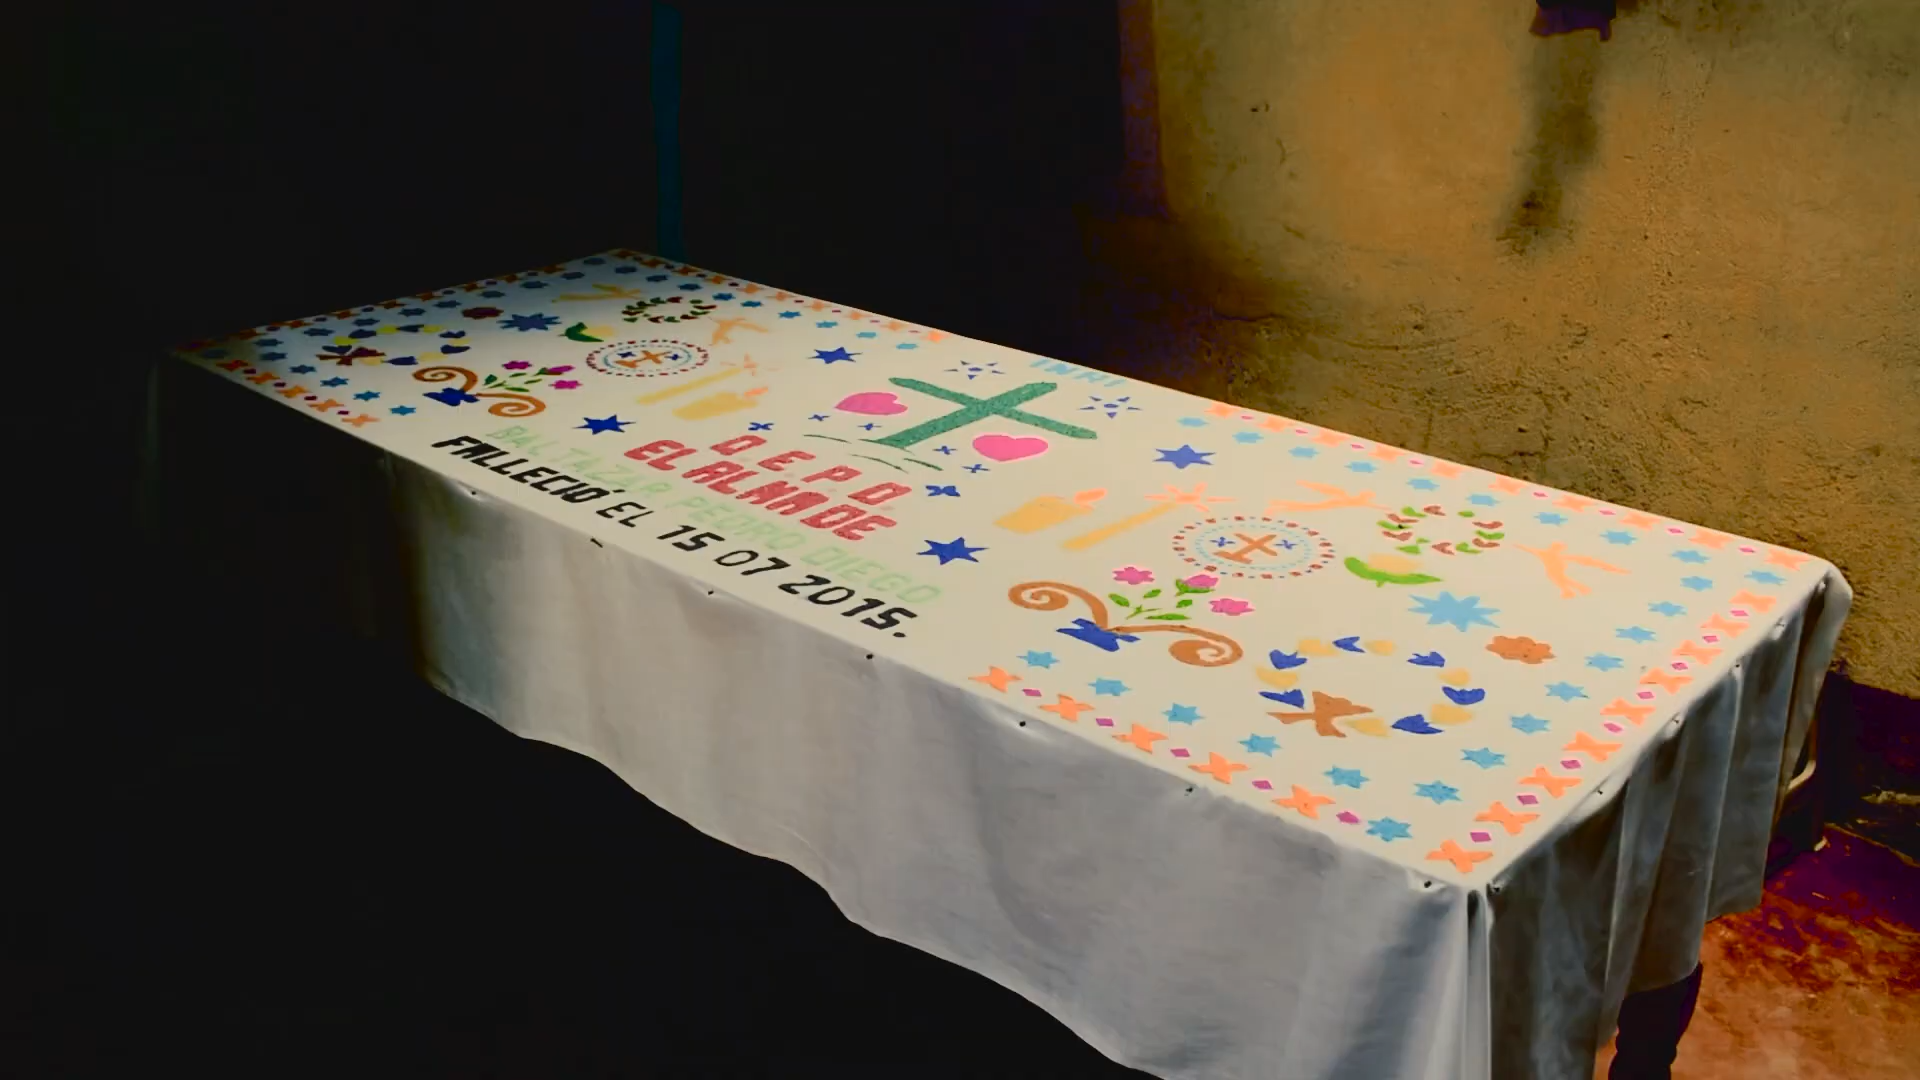 INRI
D.E.P.D.
EL ALMA DE
BALTAZAR PEDRO DIEGO
FALLECIÓ EL 15 07 2015.